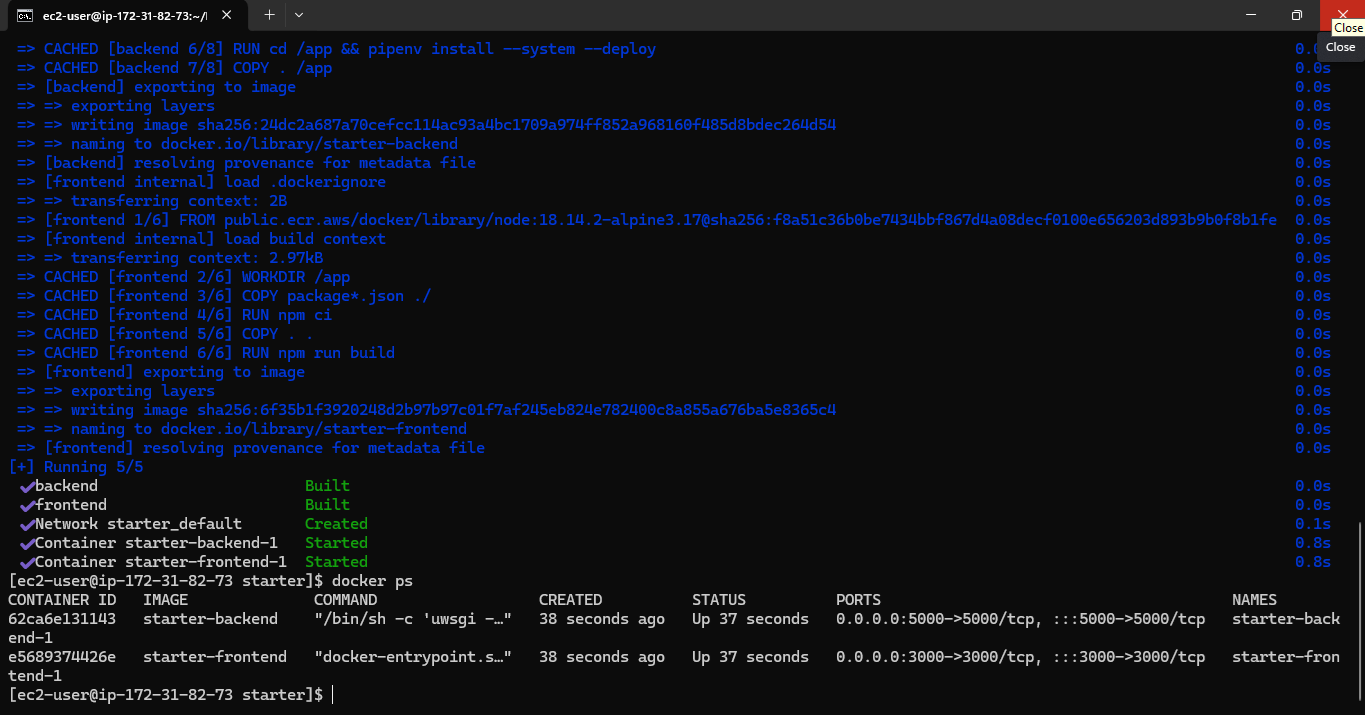 ec2-user@ip-172-31-82-73:~/
Close
Close
=> CACHED [backend 6/8] RUN cd /app && pipenv install --system --deploy 0.0
=> CACHED [backend 7/8] COPY . /app 0.0s
=> [backend] exporting to image 0.0s
=> => exporting layers 0.0s
=> => writing image sha256:24dc2a687a70cefcc114ac93a4bc1709a974ff852a968160f485d8bdec264d54 0.0s
=> => naming to docker.io/library/starter-backend 0.0s
=> [backend] resolving provenance for metadata file 0.0s
=> [frontend internal] load .dockerignore 0.0s
=> => transferring context: 2B 0.0s
=> [frontend 1/6] FROM public.ecr.aws/docker/library/node:18.14.2-alpine3.17@sha256:f8a51c36b0be7434bbf867d4a08decf0100e656203d893b9b0f8b1fe 0.0s
=> [frontend internal] load build context 0.0s
=> => transferring context: 2.97kB 0.0s
=> CACHED [frontend 2/6] WORKDIR /app 0.0s
=> CACHED [frontend 3/6] COPY package*.json ./ 0.0s
=> CACHED [frontend 4/6] RUN npm ci 0.0s
=> CACHED [frontend 5/6] COPY . . 0.0s
=> CACHED [frontend 6/6] RUN npm run build 0.0s
=> [frontend] exporting to image 0.0s
=> => exporting layers 0.0s
=> => writing image sha256:6f35b1f3920248d2b97b97c01f7af245eb824e782400c8a855a676ba5e8365c4 0.0s
=> => naming to docker.io/library/starter-frontend 0.0s
=> [frontend] resolving provenance for metadata file 0.0s
[+] Running 5/5
✔backend Built 0.0s
✔frontend Built 0.0s
✔Network starter_default Created 0.1s
✔Container starter-backend-1 Started 0.8s
✔Container starter-frontend-1 Started 0.8s
[ec2-user@ip-172-31-82-73 starter]$ docker ps
CONTAINER ID IMAGE COMMAND CREATED STATUS PORTS NAMES
62ca6e131143 starter-backend "/bin/sh -c 'uwsgi -…" 38 seconds ago Up 37 seconds 0.0.0.0:5000->5000/tcp, :::5000->5000/tcp starter-back
end-1
e5689374426e starter-frontend "docker-entrypoint.s…" 38 seconds ago Up 37 seconds 0.0.0.0:3000->3000/tcp, :::3000->3000/tcp starter-fron
tend-1
[ec2-user@ip-172-31-82-73 starter]$